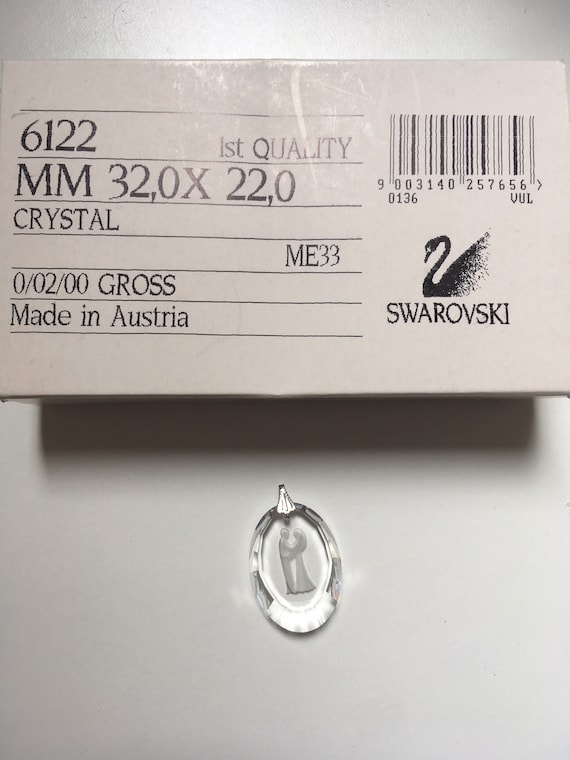 6122 1st QUALITY
MM 32,0X 22,0
CRYSTAL
ME33
0/02/00 GROSS
Made in Austria
9 003140 257656 >
0136 VUL
SWAROVSKI